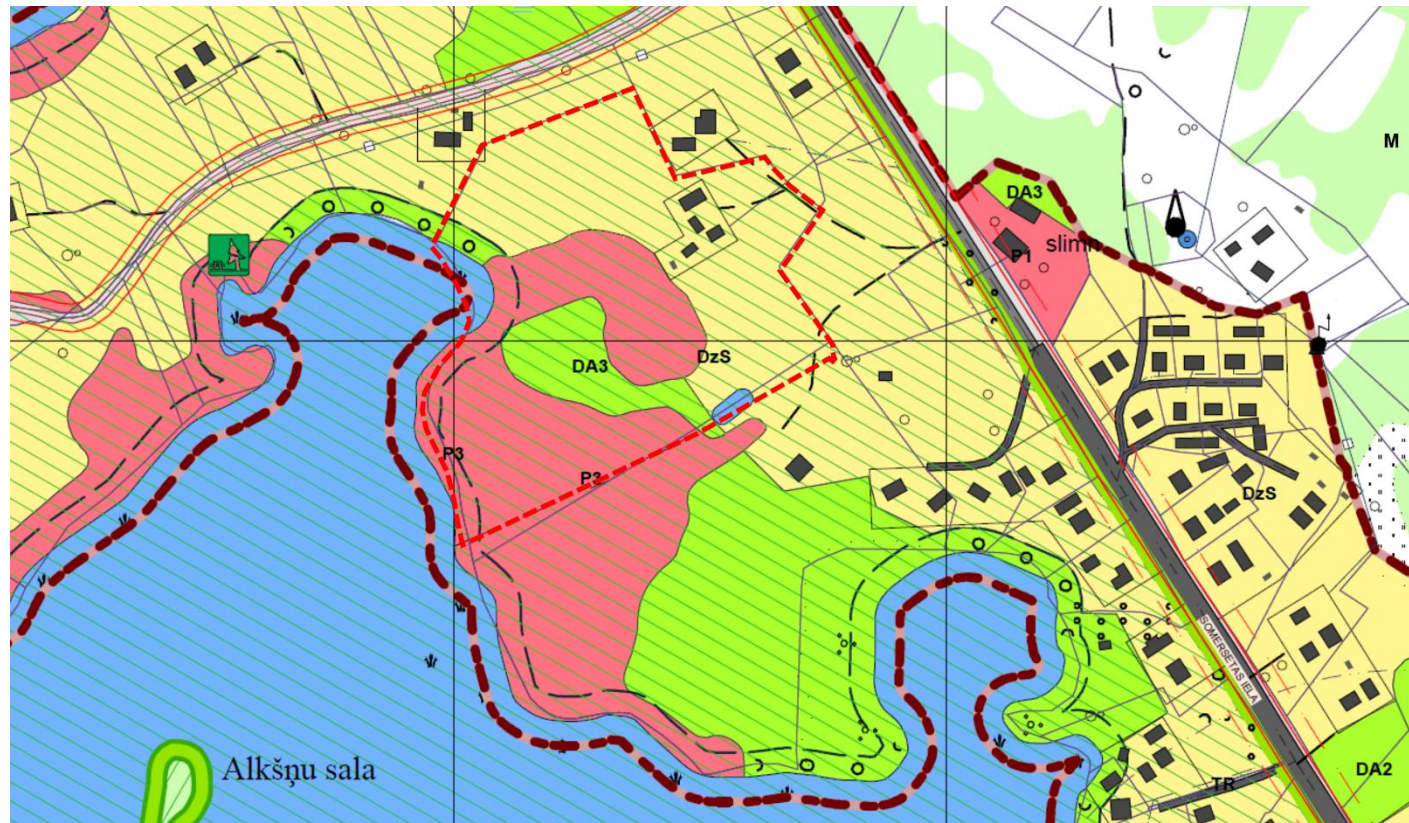 M
DA3
slimn
P1
DzS
DA3
P3
P3
DzS
SOMERSETAS IELA
Alkšņu sala
DA2
TR